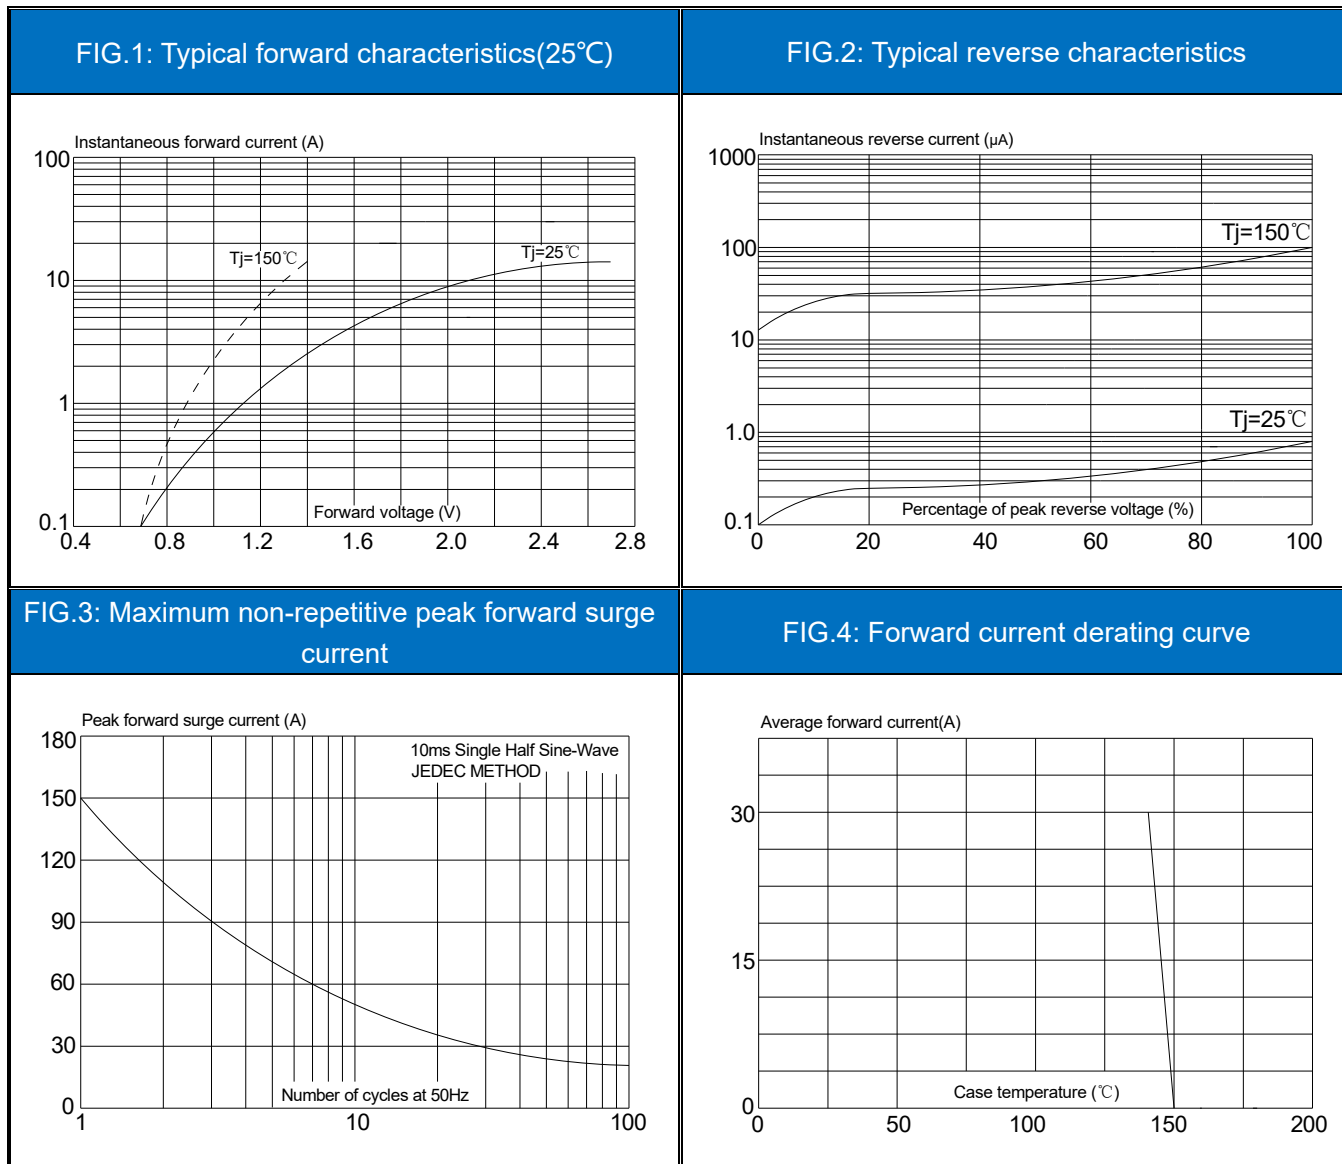 FIG.1: Typical forward characteristics(25℃)
Instantaneous forward current (A)
100
10
1
0.1
Tj=150℃
Tj=25℃
Forward voltage (V)
0.4 0.8 1.2 1.6 2.0 2.4 2.8
FIG.2: Typical reverse characteristics
Instantaneous reverse current (μA)
1000
100
10
1.0
0.1
Tj=150℃
Tj=25℃
Percentage of peak reverse voltage (%)
0 20 40 60 80 100
FIG.3: Maximum non-repetitive peak forward surge
current
Peak forward surge current (A)
180
150
120
90
60
30
0
10ms Single Half Sine-Wave
JEDEC METHOD
Number of cycles at 50Hz
1 10 100
FIG.4: Forward current derating curve
Average forward current(A)
30
15
0
Case temperature (℃)
0 50 100 150 200